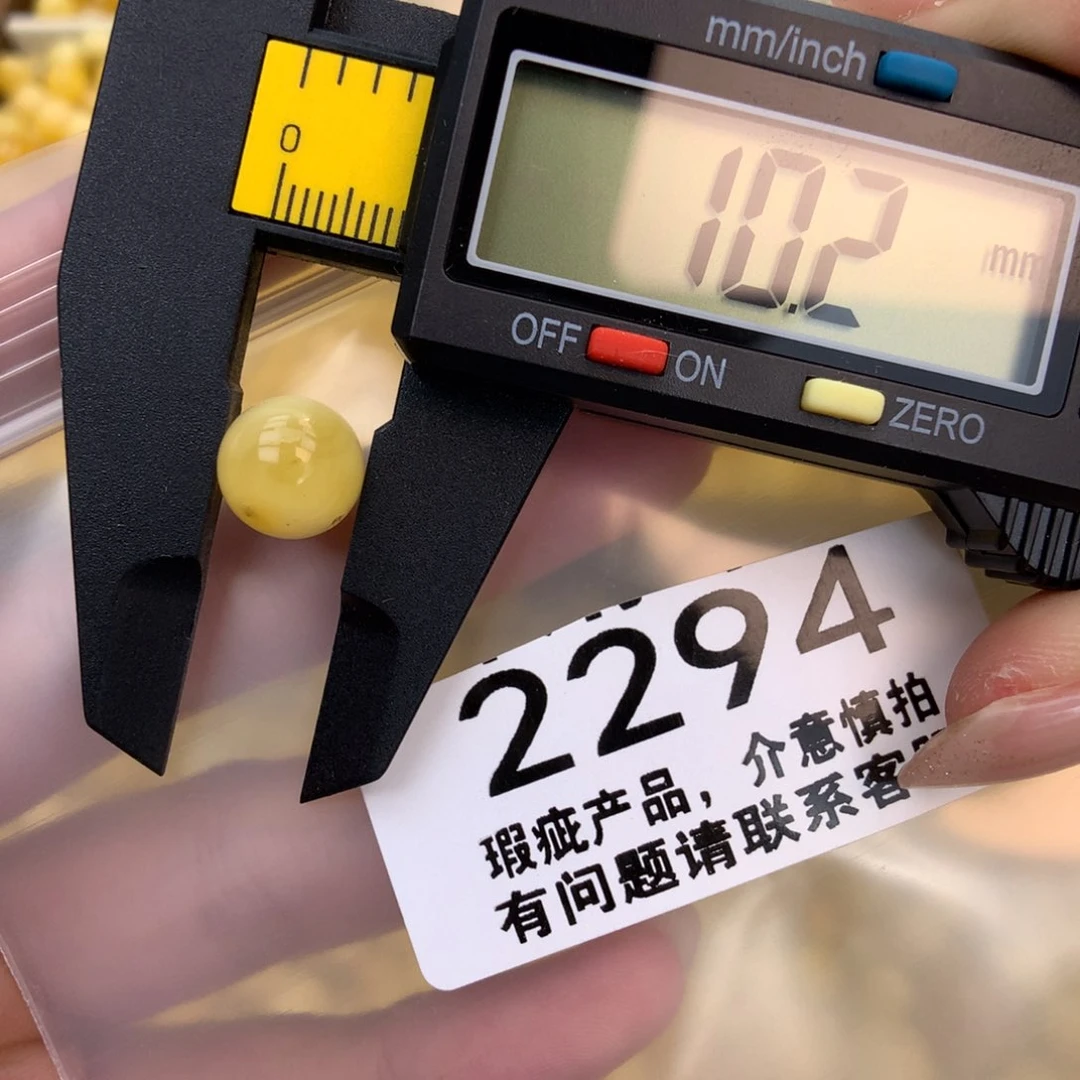 mm/inch
0
10.2
mm
OFF
ON
ZERO
2294
瑕疵产品，介意慎拍
有问题请联系客